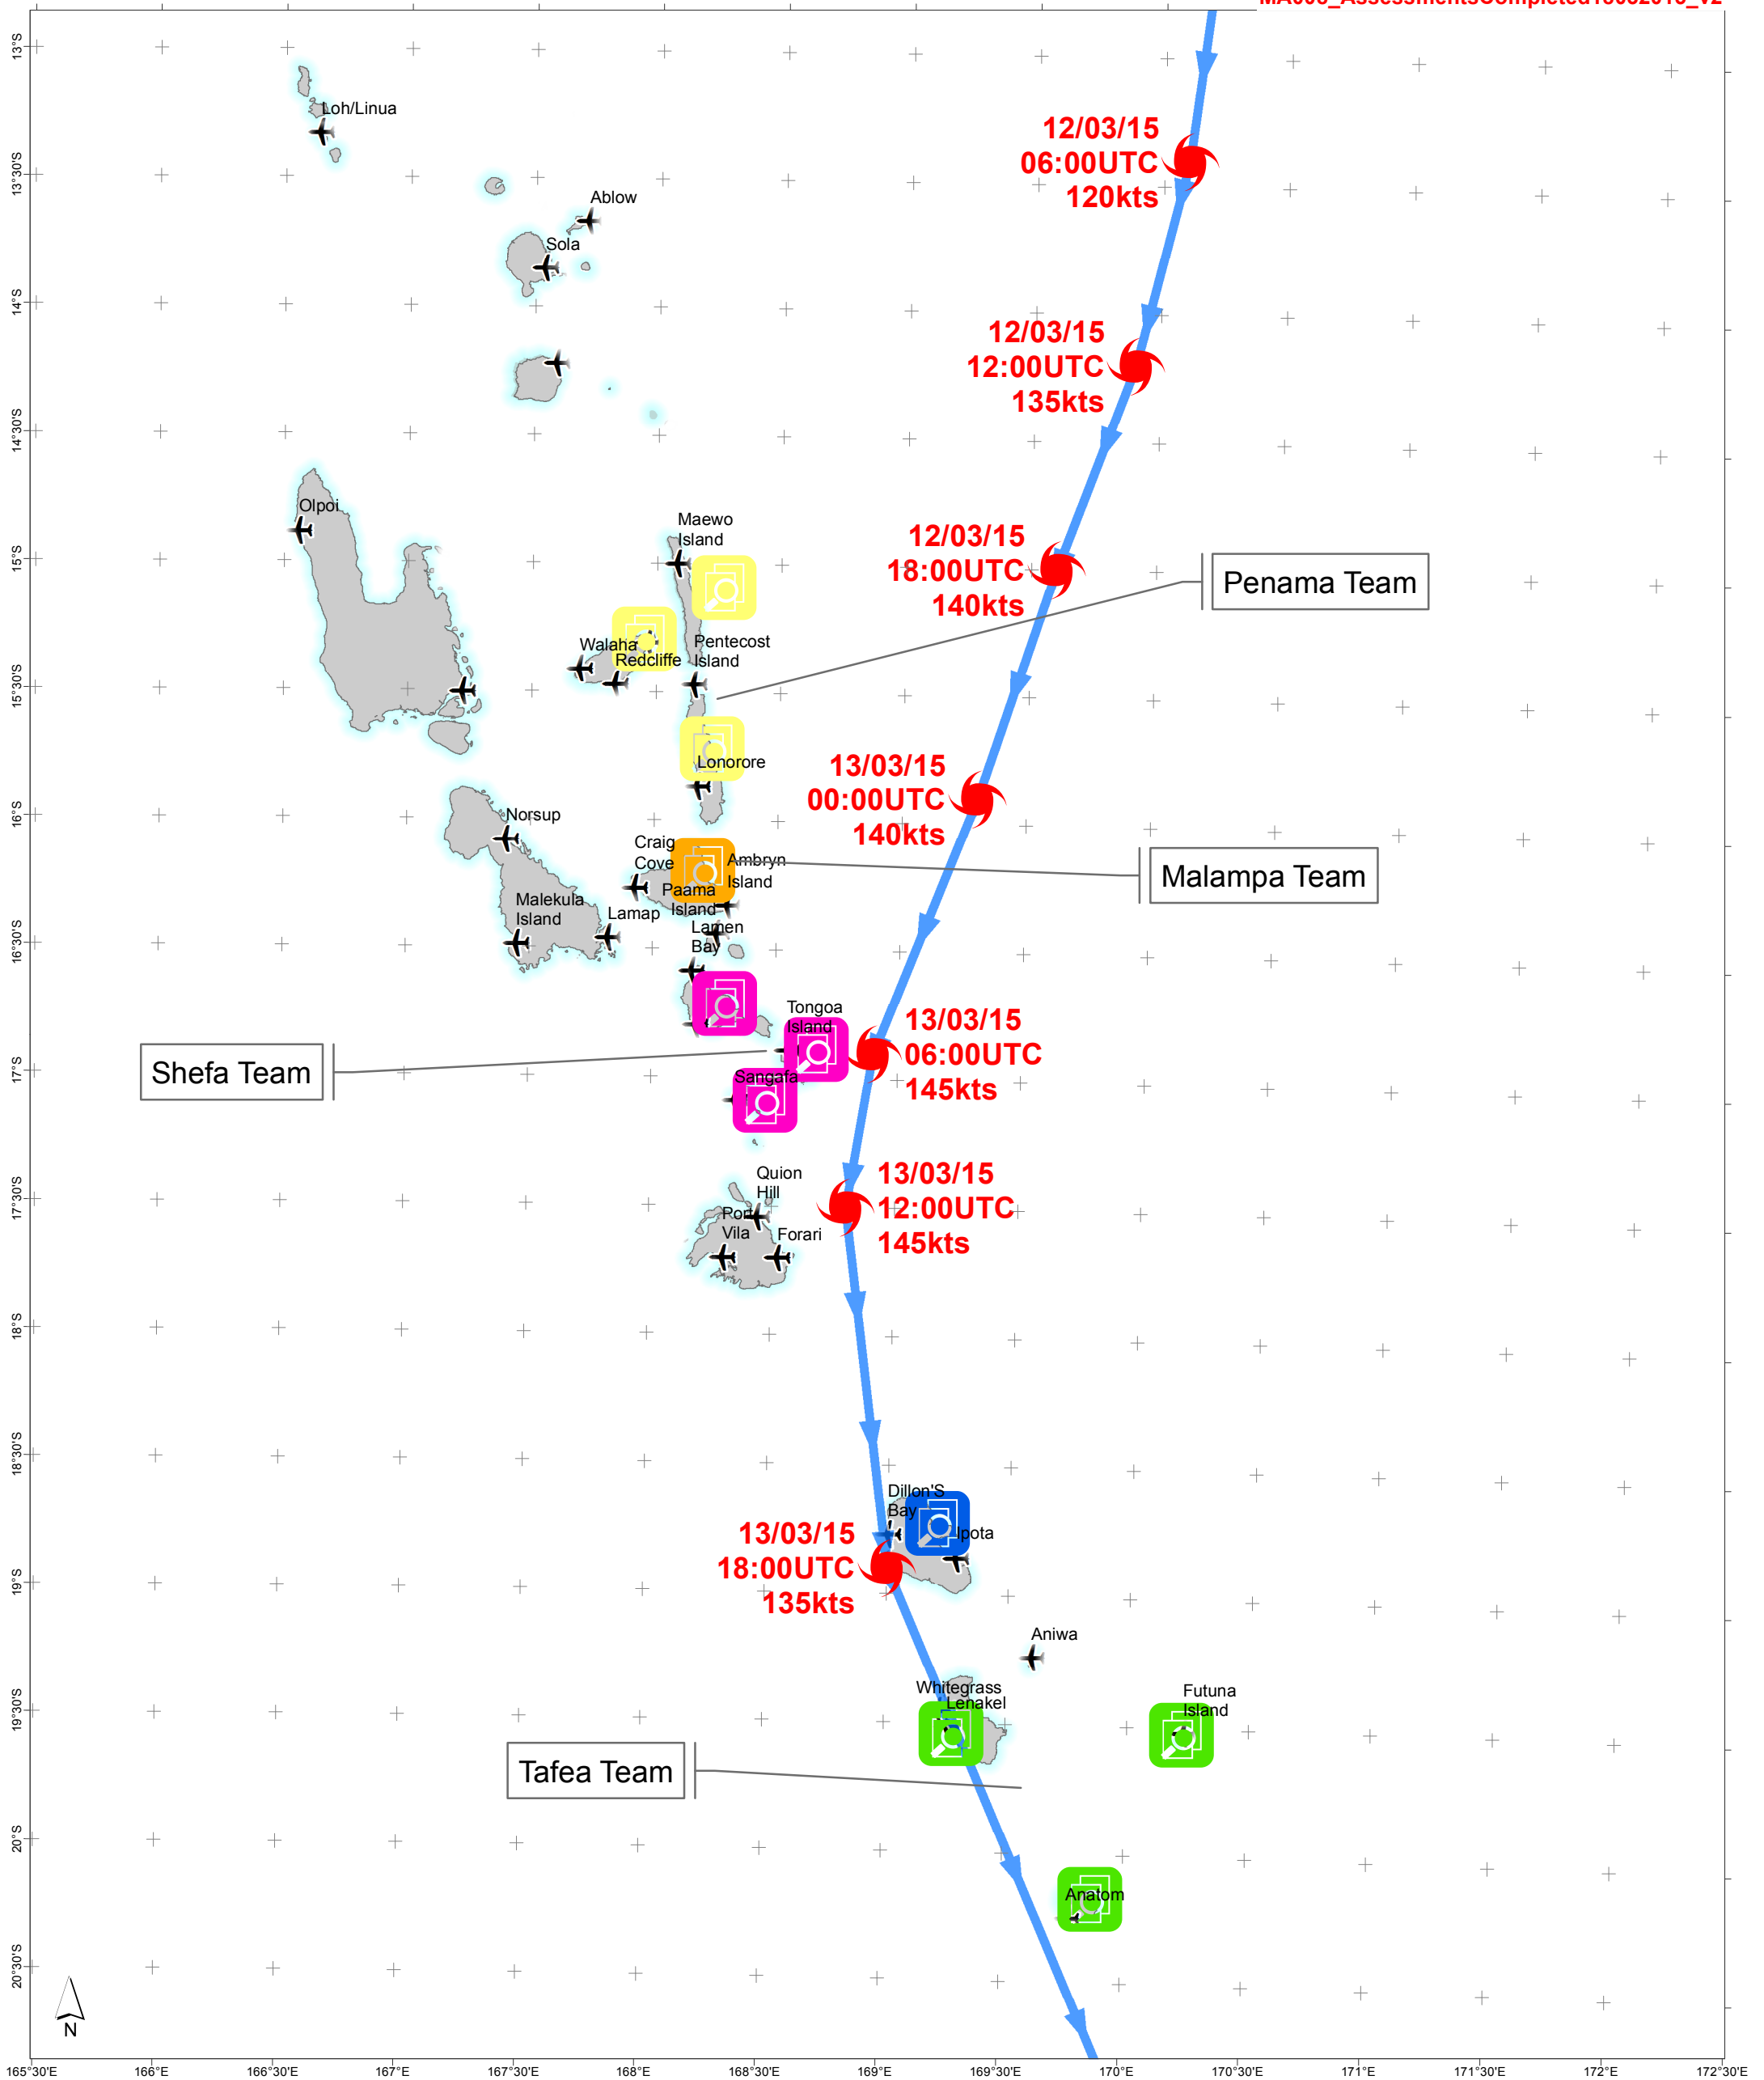 13°S
Loh/Linua
12/03/15
06:00UTC
120kts
13°30'S
Ablow
Sola
14°S
12/03/15
12:00UTC
135kts
14°30'S
Olpoi
Maewo
Island
12/03/15
18:00UTC
140kts
15°S
Penama Team
Walaha
Redcliffe
Pentecost
Island
15°30'S
Lonorore
13/03/15
00:00UTC
140kts
16°S
Norsup
Craig
Cove
Ambryn
Island
Malampa Team
Paama
Island
Malekula
Island
Lamap
Lamen
Bay
16°30'S
Tongoa
Island
13/03/15
06:00UTC
145kts
Shefa Team
17°S
Sangafa
Quion
Hill
13/03/15
12:00UTC
145kts
17°30'S
Port
Vila
Forari
18°S
18°30'S
Dillon'S
Bay
Ipota
13/03/15
18:00UTC
135kts
19°S
Aniwa
Whitegrass
Lenakel
Futuna
Island
19°30'S
Tafea Team
20°S
Anatom
20°30'S
N
165°30'E
166°E
166°30'E
167°E
167°30'E
168°E
168°30'E
169°E
169°30'E
170°E
170°30'E
171°E
171°30'E
172°E
172°30'E